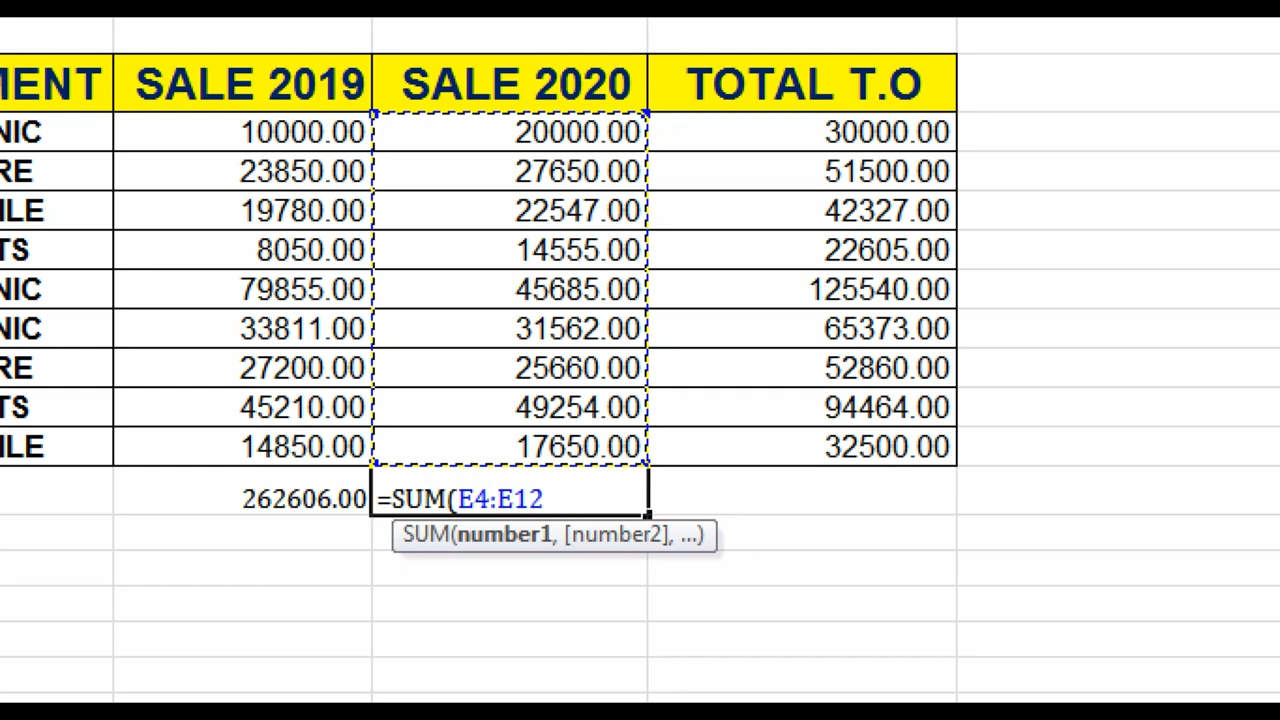 MENT SALE 2019 SALE 2020 TOTAL T.O
NIC 10000.00 20000.00 30000.00
RE 23850.00 27650.00 51500.00
ILE 19780.00 22547.00 42327.00
TS 8050.00 14555.00 22605.00
NIC 79855.00 45685.00 125540.00
NIC 33811.00 31562.00 65373.00
RE 27200.00 25660.00 52860.00
TS 45210.00 49254.00 94464.00
ILE 14850.00 17650.00 32500.00
262606.00 =SUM(E4:E12
SUM(number1, [number2], ...)